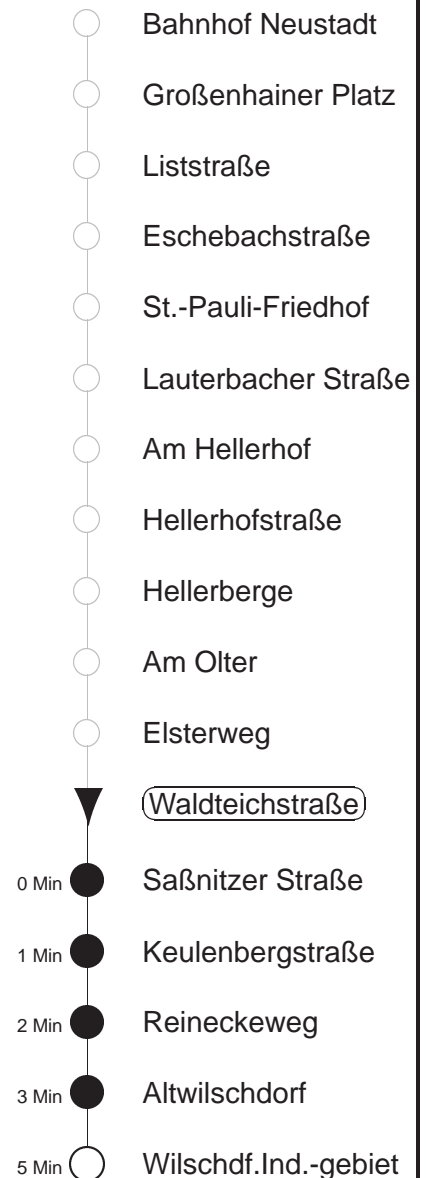 Bahnhof Neustadt
Großenhainer Platz
Liststraße
Eschebachstraße
St.-Pauli-Friedhof
Lauterbacher Straße
Am Hellerhof
Hellerhofstraße
Hellerberge
Am Olter
Elsterweg
Waldteichstraße
0 Min Saßnitzer Straße
1 Min Keulenbergstraße
2 Min Reineckeweg
3 Min Altwilschdorf
5 Min Wilschdf.Ind.-gebiet